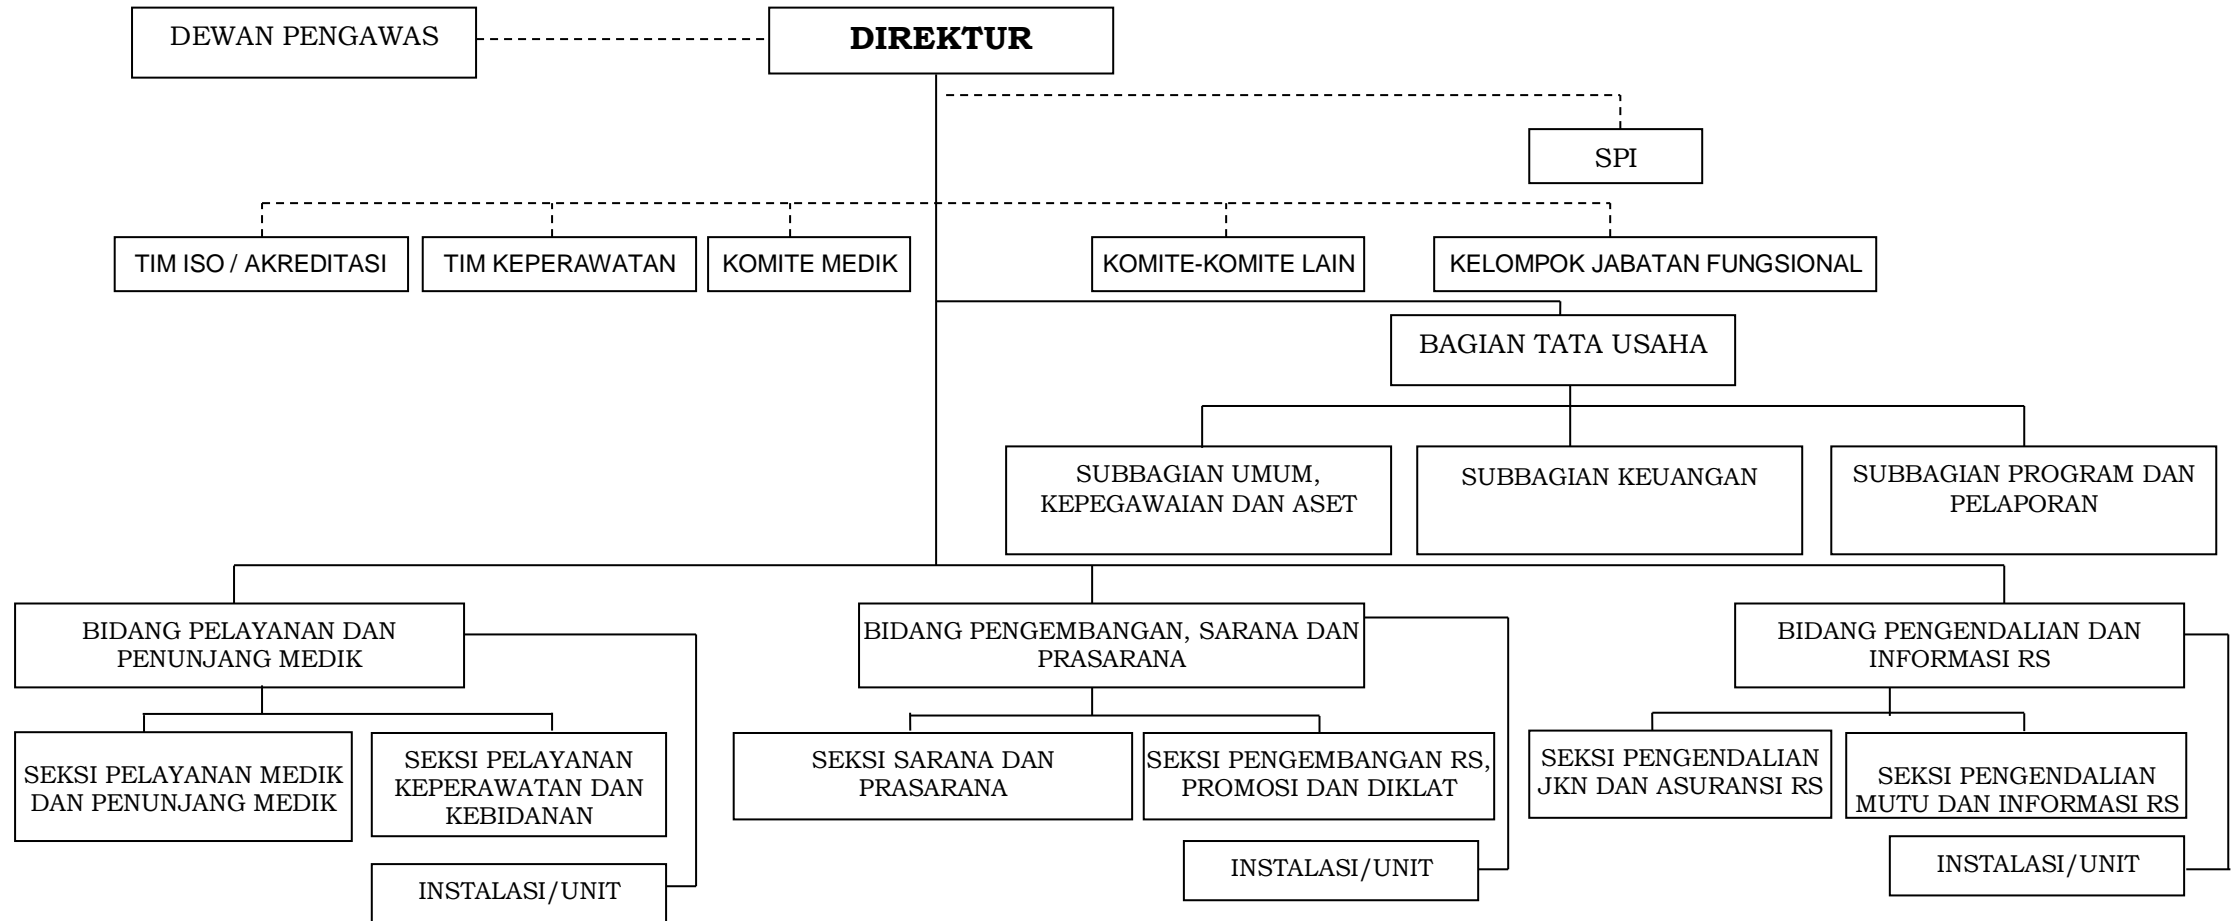 DEWAN PENGAWAS
DIREKTUR
SPI
TIM ISO / AKREDITASI
TIM KEPERAWATAN
KOMITE MEDIK
KOMITE-KOMITE LAIN
KELOMPOK JABATAN FUNGSIONAL
BAGIAN TATA USAHA
SUBBAGIAN UMUM,
KEPEGAWAIAN DAN ASET
SUBBAGIAN KEUANGAN
SUBBAGIAN PROGRAM DAN
PELAPORAN
BIDANG PELAYANAN DAN
PENUNJANG MEDIK
BIDANG PENGEMBANGAN, SARANA DAN
PRASARANA
BIDANG PENGENDALIAN DAN
INFORMASI RS
SEKSI PELAYANAN MEDIK
DAN PENUNJANG MEDIK
SEKSI PELAYANAN
KEPERAWATAN DAN
KEBIDANAN
SEKSI SARANA DAN
PRASARANA
SEKSI PENGEMBANGAN RS,
PROMOSI DAN DIKLAT
SEKSI PENGENDALIAN
JKN DAN ASURANSI RS
SEKSI PENGENDALIAN
MUTU DAN INFORMASI RS
INSTALASI/UNIT
INSTALASI/UNIT
INSTALASI/UNIT